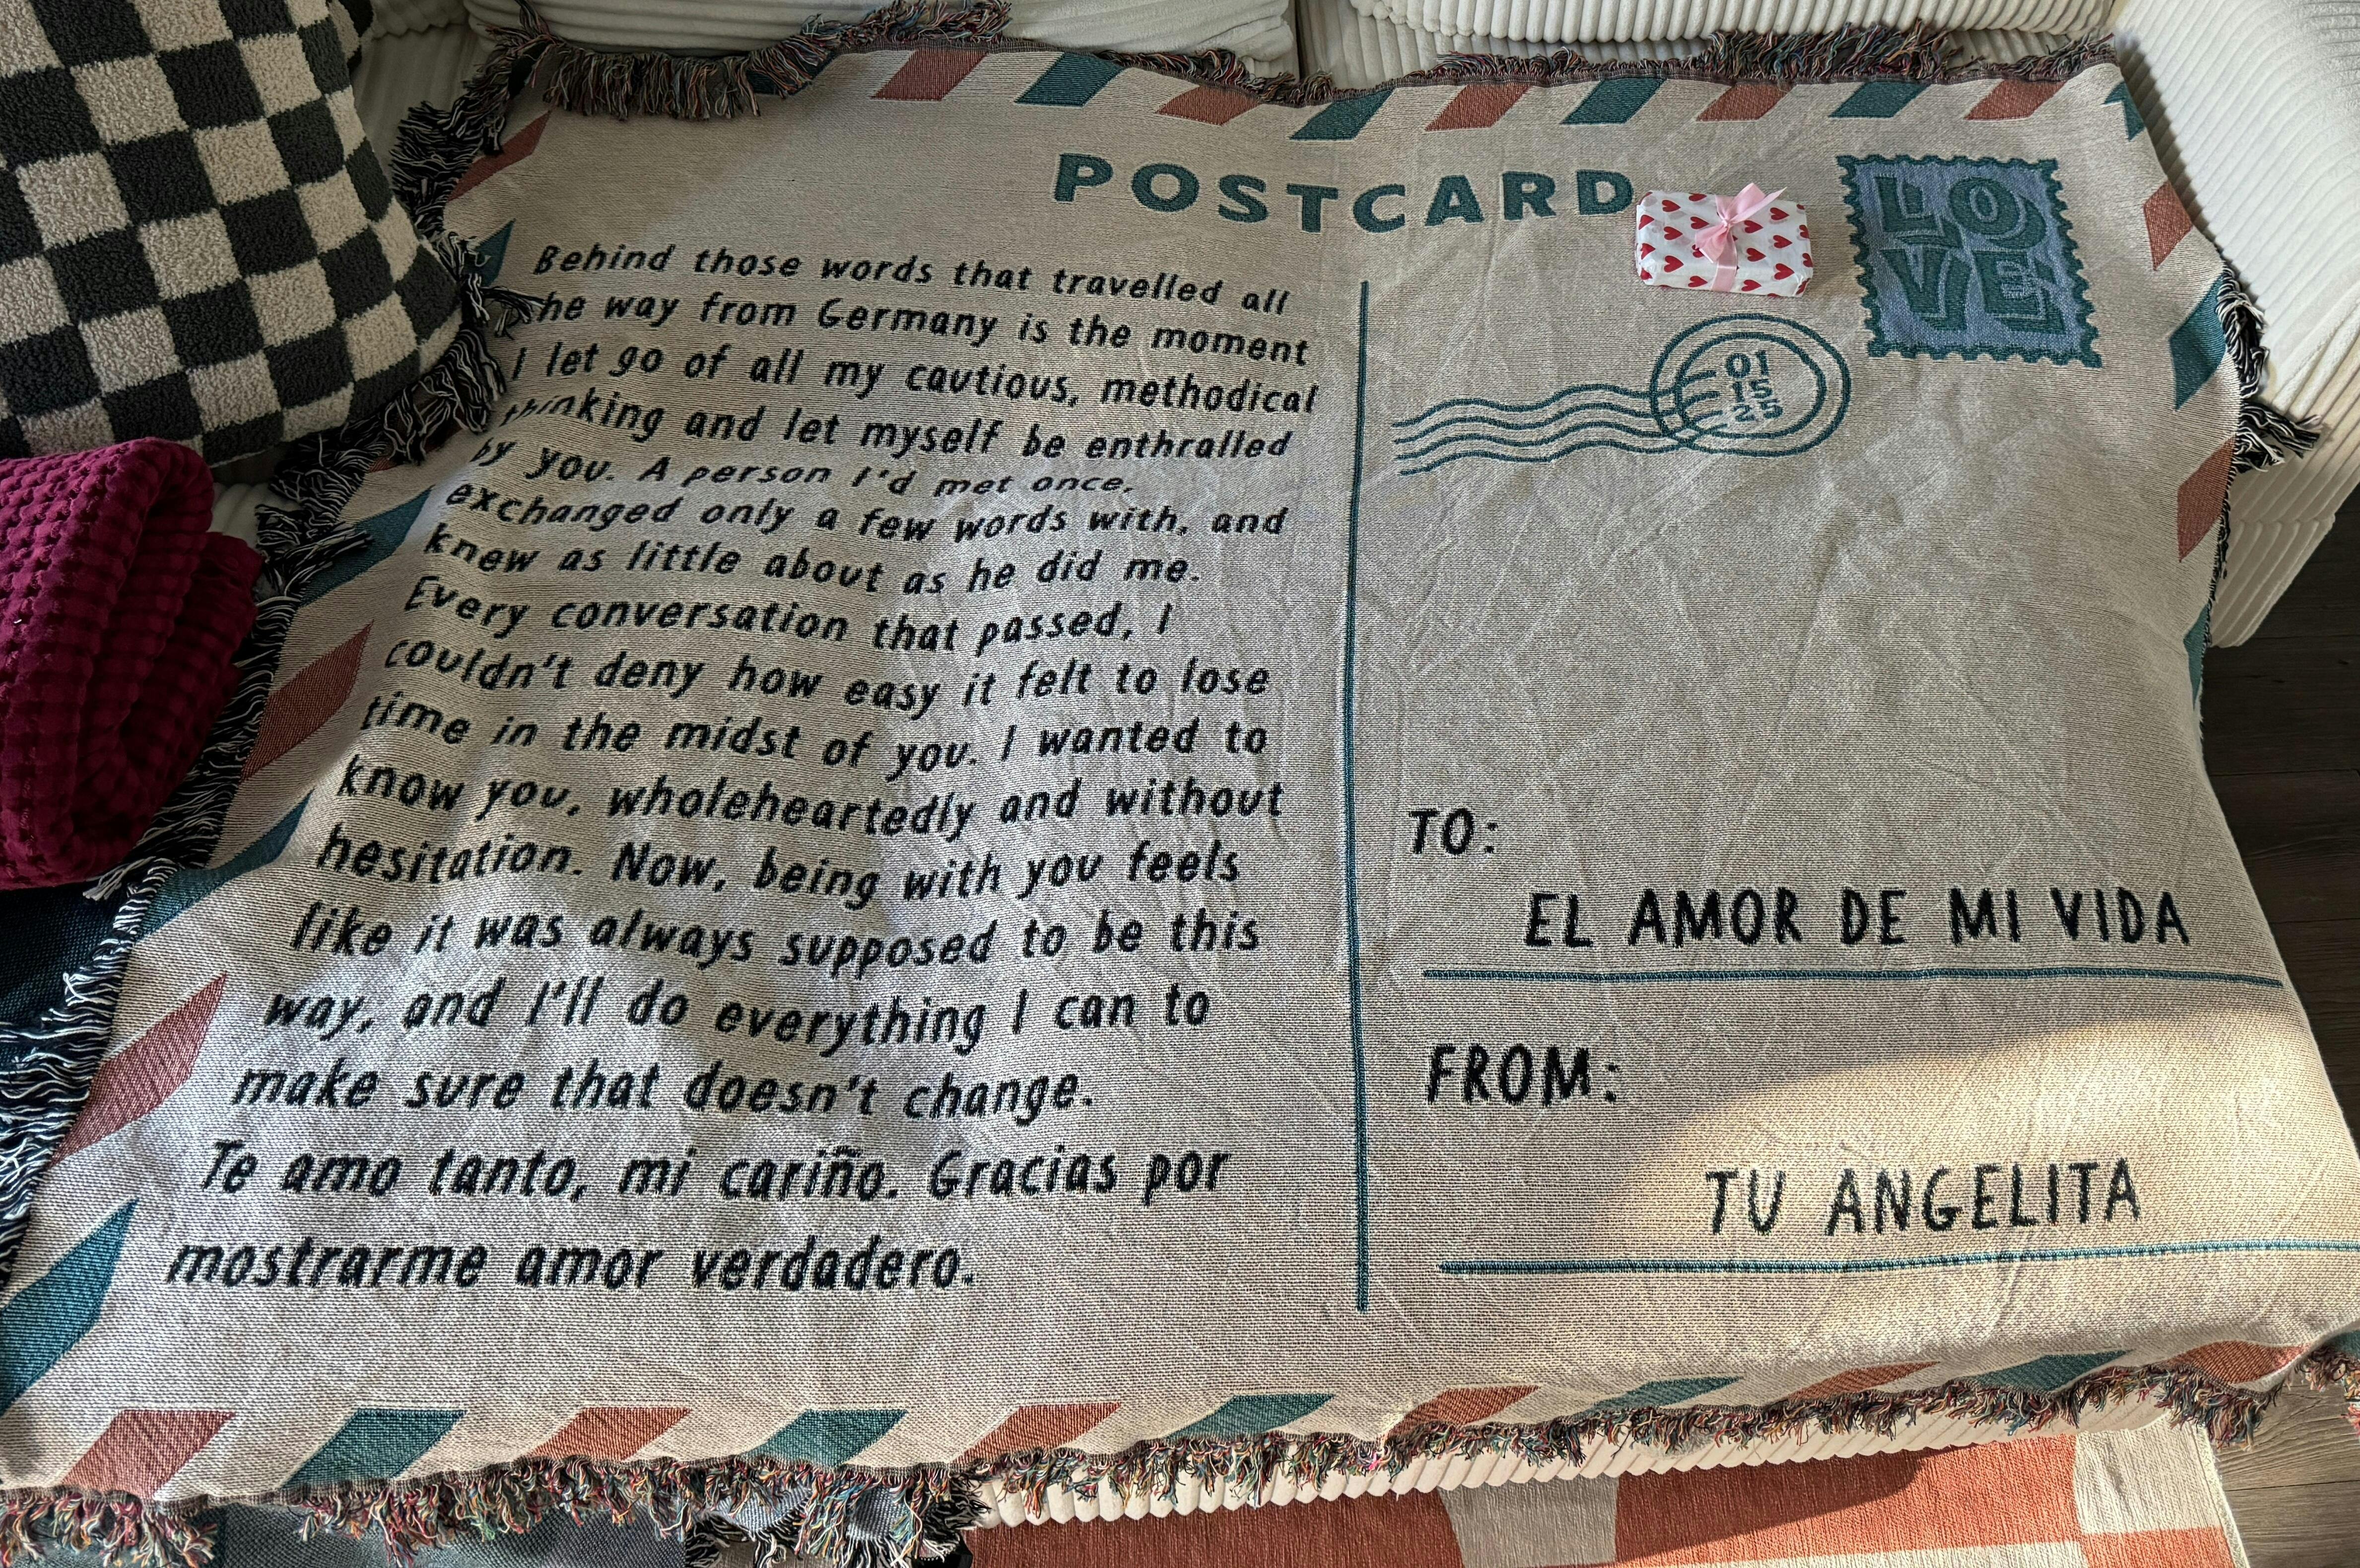 POSTCARD
LO
VE
01
15
25
Behind those words that travelled all
the way from Germany is the moment
I let go of all my cautious, methodical
thinking and let myself be enthralled
by you. A person I'd met once,
exchanged only a few words with, and
knew as little about as he did me.
Every conversation that passed, I
couldn't deny how easy it felt to lose
time in the midst of you. I wanted to
know you, wholeheartedly and without
hesitation. Now, being with you feels
like it was always supposed to be this
way, and I'll do everything I can to
make sure that doesn't change.
Te amo tanto, mi cariño. Gracias por
mostrarme amor verdadero.
TO:
EL AMOR DE MI VIDA
FROM:
TU ANGELITA